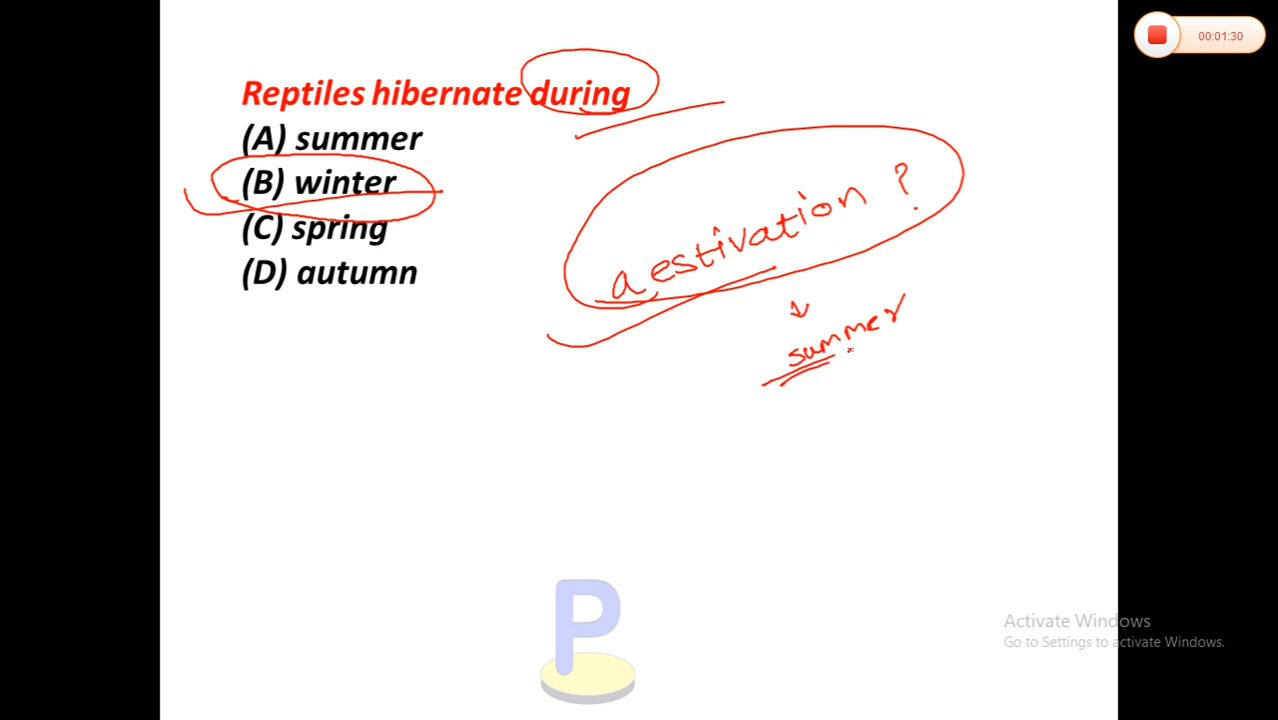 00:01:30
Reptiles hibernate during
(A) summer
(B) winter
(C) spring
(D) autumn
aestivation ?
summer
P
Activate Windows
Go to Settings to activate Windows.